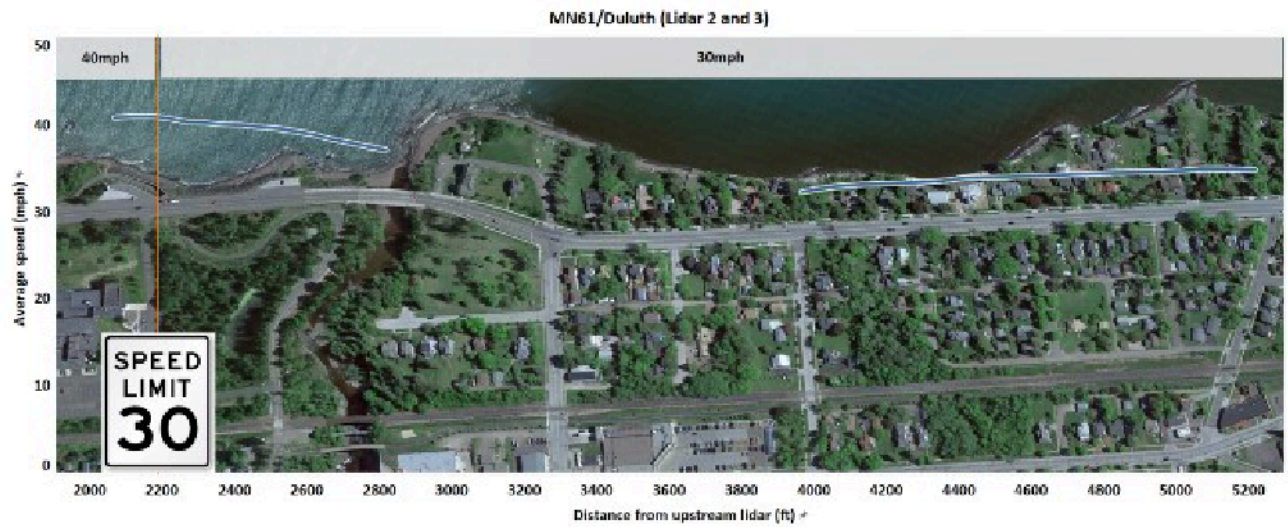 MN61/Duluth (Lidar 2 and 3)
50
40mph
30mph
40
30
20
10
0
Average speed (mph)
SPEED
LIMIT
30
2000 2200 2400 2600 2800 3000 3200 3400 3600 3800 4000 4200 4400 4600 4800 5000 5200
Distance from upstream lidar (ft)